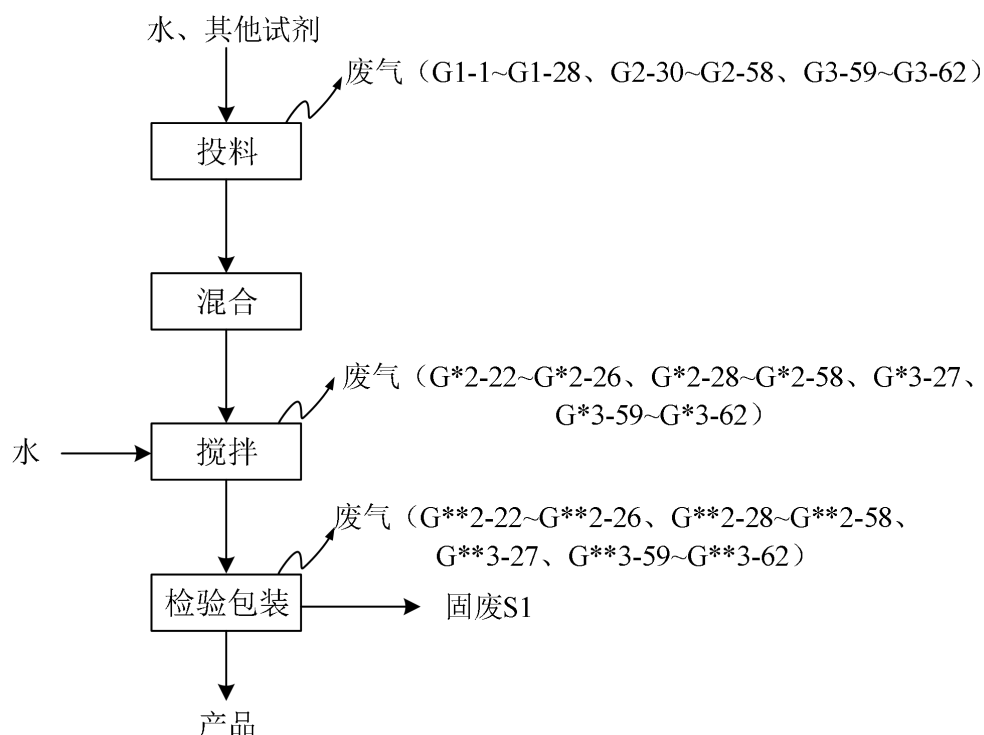 水、其他试剂
废气（G1-1~G1-28、G2-30~G2-58、G3-59~G3-62）
投料
混合
废气（G*2-22~G*2-26、G*2-28~G*2-58、G*3-27、
G*3-59~G*3-62）
水
搅拌
废气（G**2-22~G**2-26、G**2-28~G**2-58、
G**3-27、G**3-59~G**3-62）
检验包装
固废S1
产品